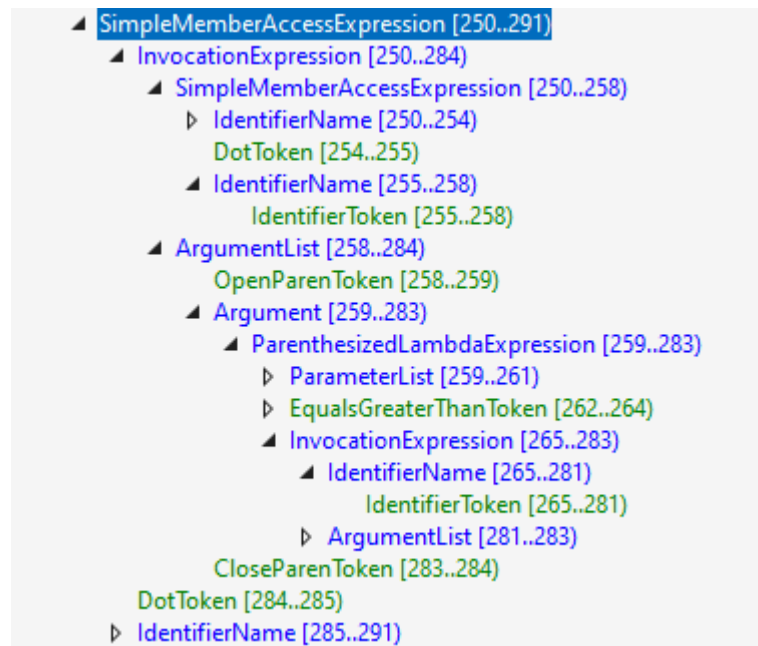 SimpleMemberAccessExpression [250..291)
InvocationExpression [250..284)
SimpleMemberAccessExpression [250..258)
IdentifierName [250..254)
DotToken [254..255)
IdentifierName [255..258)
IdentifierToken [255..258)
ArgumentList [258..284)
OpenParenToken [258..259)
Argument [259..283)
ParenthesizedLambdaExpression [259..283)
ParameterList [259..261)
EqualsGreaterThanToken [262..264)
InvocationExpression [265..283)
IdentifierName [265..281)
IdentifierToken [265..281)
ArgumentList [281..283)
CloseParenToken [283..284)
DotToken [284..285)
IdentifierName [285..291)